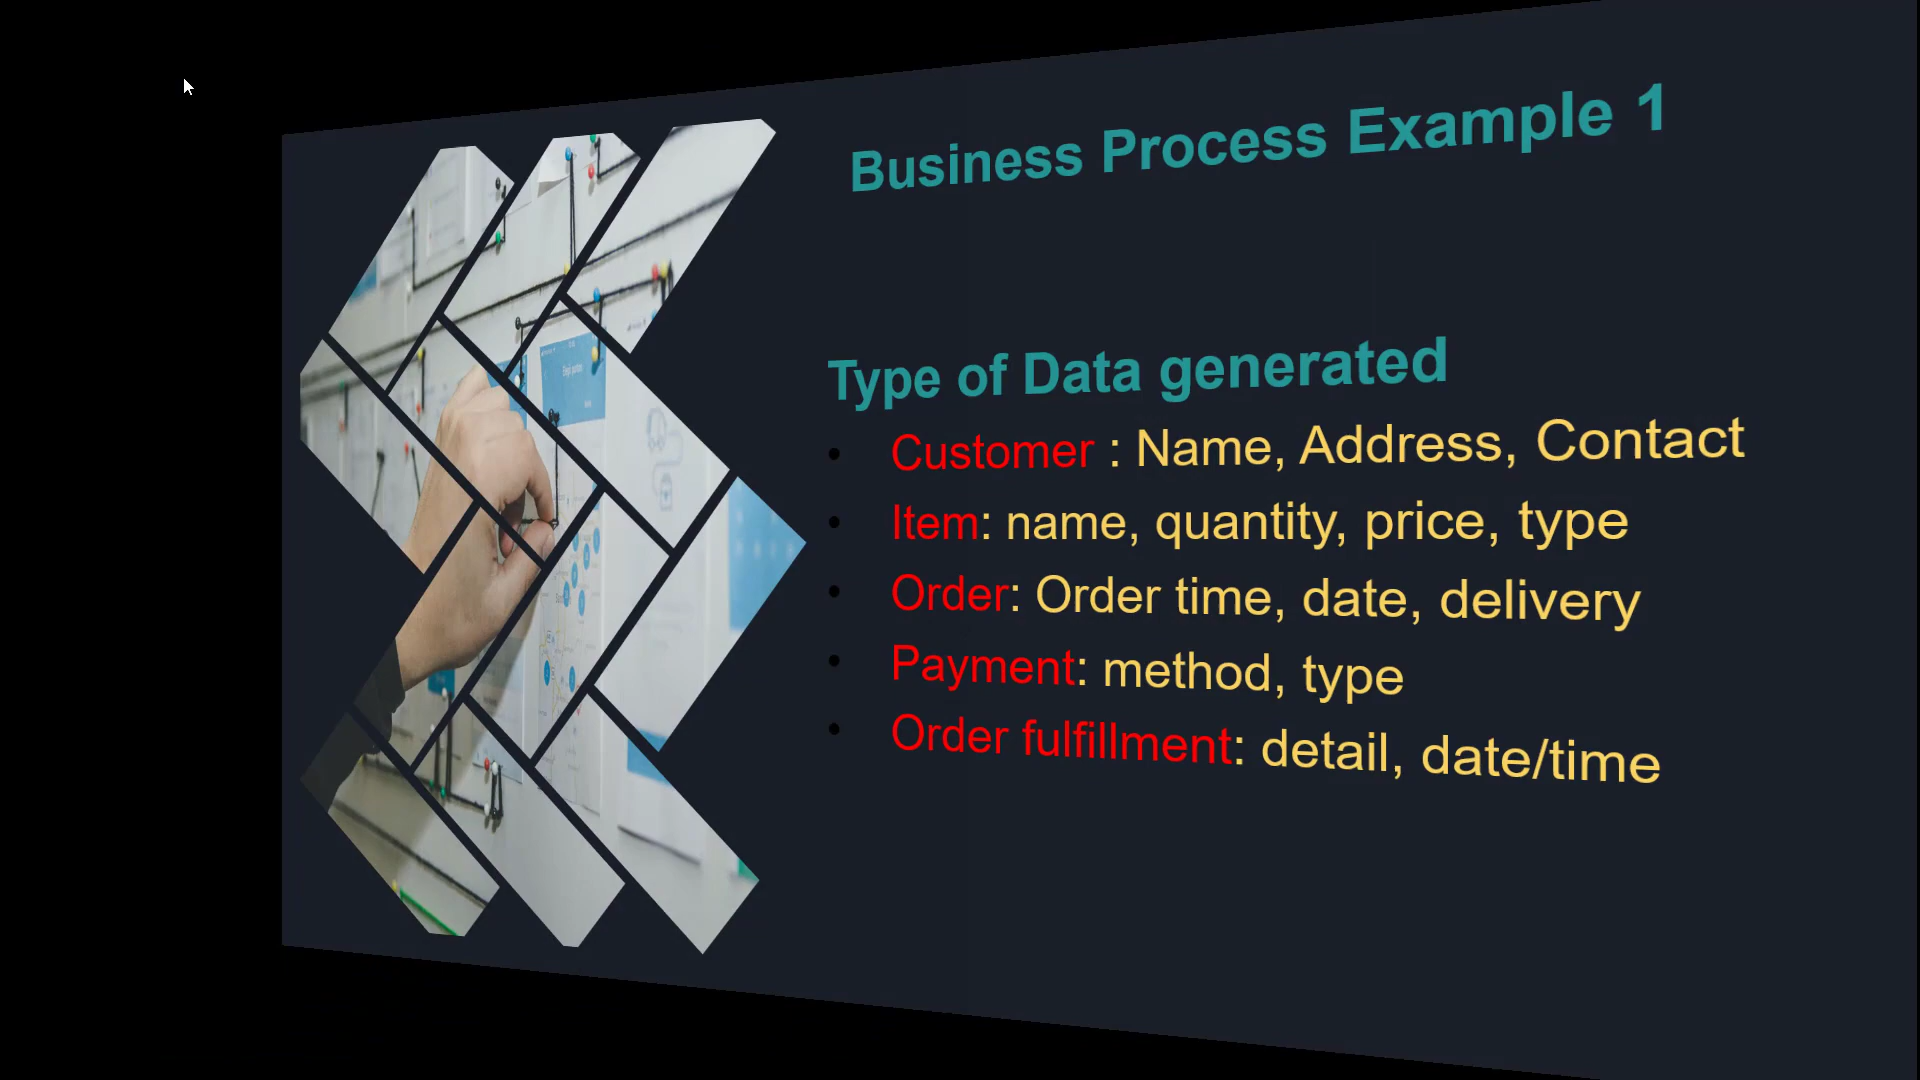 Business Process Example 1
Type of Data generated
• Customer : Name, Address, Contact
• Item: name, quantity, price, type
• Order: Order time, date, delivery
• Payment: method, type
• Order fulfillment: detail, date/time